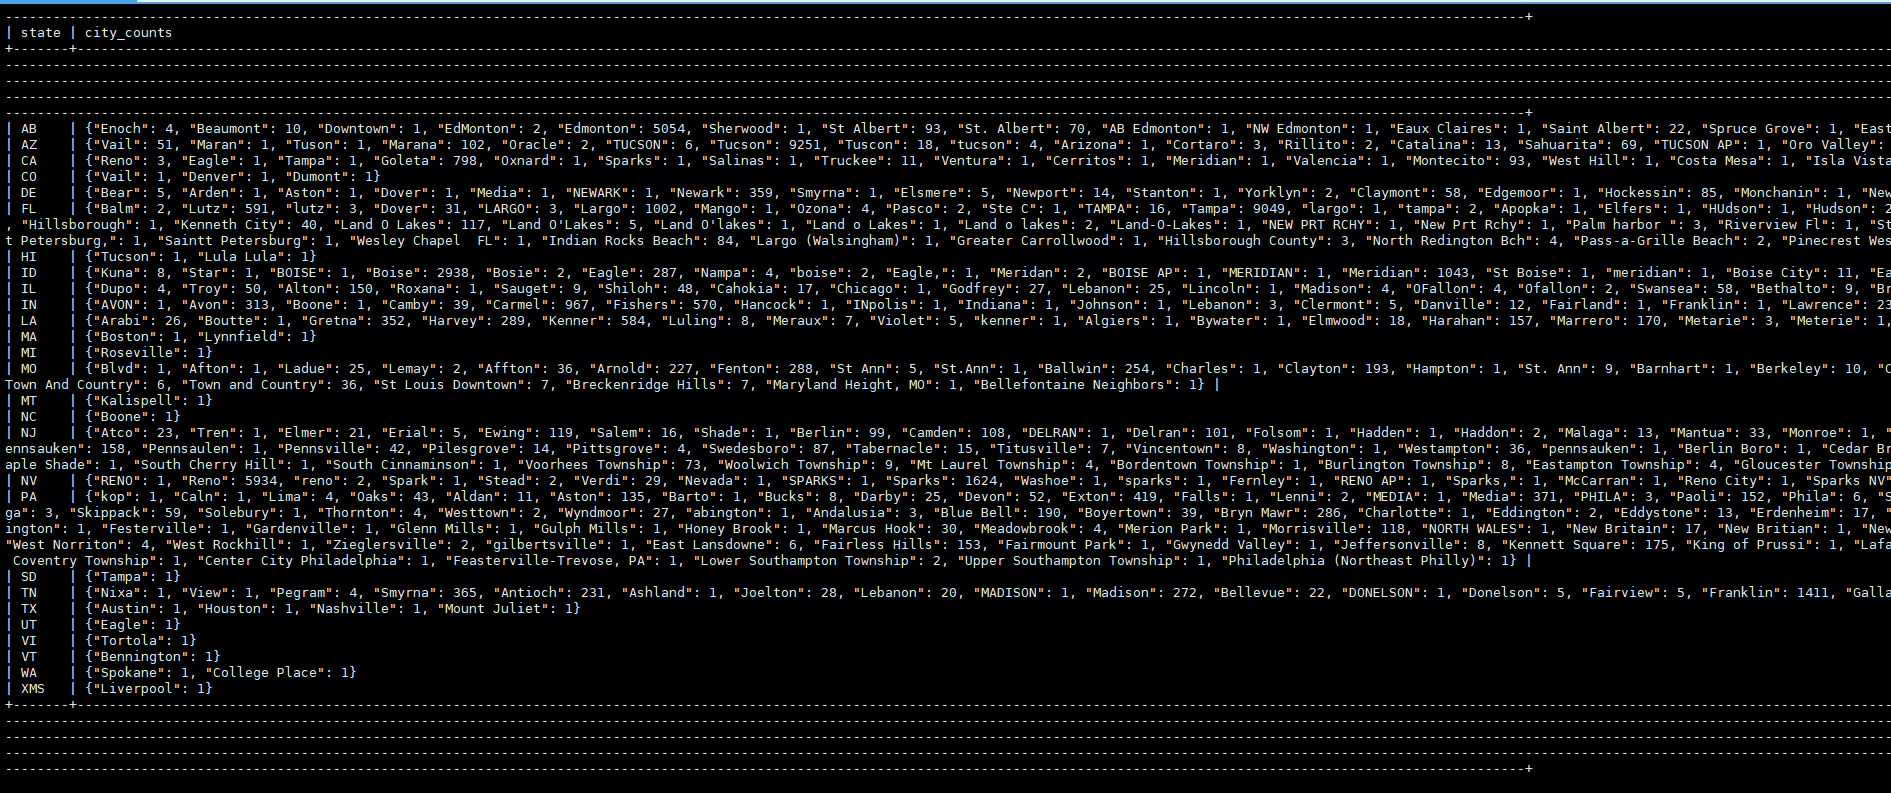 ------------------------------------------------------------------------------------------------------------------------+
| state | city_counts
+-------+------------------------------------------------------------------------------------------------------------------------
------------------------------------------------------------------------------------------------------------------------
------------------------------------------------------------------------------------------------------------------------
------------------------------------------------------------------------------------------------------------------------
------------------------------------------------------------------------------------------------------------------------+
| AB    | {"Enoch": 4, "Beaumont": 10, "Downtown": 1, "EdMonton": 2, "Edmonton": 5054, "Sherwood": 1, "St Albert": 93, "St. Albert": 70, "AB Edmonton": 1, "NW Edmonton": 1, "Eaux Claires": 1, "Saint Albert": 22, "Spruce Grove": 1, "East
| AZ    | {"Vail": 51, "Maran": 1, "Tuson": 1, "Marana": 102, "Oracle": 2, "TUCSON": 6, "Tucson": 9251, "Tuscon": 18, "tucson": 4, "Arizona": 1, "Cortaro": 3, "Rillito": 2, "Catalina": 13, "Sahuarita": 69, "TUCSON AP": 1, "Oro Valley":
| CA    | {"Reno": 3, "Eagle": 1, "Tampa": 1, "Goleta": 798, "Oxnard": 1, "Sparks": 1, "Salinas": 1, "Truckee": 11, "Ventura": 1, "Cerritos": 1, "Meridian": 1, "Valencia": 1, "Montecito": 93, "West Hill": 1, "Costa Mesa": 1, "Isla Vista
| CO    | {"Vail": 1, "Denver": 1, "Dumont": 1}
| DE    | {"Bear": 5, "Arden": 1, "Aston": 1, "Dover": 1, "Media": 1, "NEWARK": 1, "Newark": 359, "Smyrna": 1, "Elsmere": 5, "Newport": 14, "Stanton": 1, "Yorklyn": 2, "Claymont": 58, "Edgemoor": 1, "Hockessin": 85, "Monchanin": 1, "New
| FL    | {"Balm": 2, "Lutz": 591, "lutz": 3, "Dover": 31, "LARGO": 3, "Largo": 1002, "Mango": 1, "Ozona": 4, "Pasco": 2, "Ste C": 1, "TAMPA": 16, "Tampa": 9049, "largo": 1, "tampa": 2, "Apopka": 1, "Elfers": 1, "HUdson": 1, "Hudson": 2
, "Hillsborough": 1, "Kenneth City": 40, "Land O Lakes": 117, "Land O'Lakes": 5, "Land O'lakes": 1, "Land o Lakes": 1, "Land o lakes": 2, "Land-O-Lakes": 1, "NEW PRT RCHY": 1, "New Prt Rchy": 1, "Palm harbor ": 3, "Riverview Fl": 1, "St
t Petersburg,": 1, "Saintt Petersburg": 1, "Wesley Chapel  FL": 1, "Indian Rocks Beach": 84, "Largo (Walsingham)": 1, "Greater Carrollwood": 1, "Hillsborough County": 3, "North Redington Bch": 4, "Pass-a-Grille Beach": 2, "Pinecrest Wes
| HI    | {"Tucson": 1, "Lula Lula": 1}
| ID    | {"Kuna": 8, "Star": 1, "BOISE": 1, "Boise": 2938, "Bosie": 2, "Eagle": 287, "Nampa": 4, "boise": 2, "Eagle,": 1, "Meridan": 2, "BOISE AP": 1, "MERIDIAN": 1, "Meridian": 1043, "St Boise": 1, "meridian": 1, "Boise City": 11, "Ea
| IL    | {"Dupo": 4, "Troy": 50, "Alton": 150, "Roxana": 1, "Sauget": 9, "Shiloh": 48, "Cahokia": 17, "Chicago": 1, "Godfrey": 27, "Lebanon": 25, "Lincoln": 1, "Madison": 4, "OFallon": 4, "Ofallon": 2, "Swansea": 58, "Bethalto": 9, "Br
| IN    | {"AVON": 1, "Avon": 313, "Boone": 1, "Camby": 39, "Carmel": 967, "Fishers": 570, "Hancock": 1, "INpolis": 1, "Indiana": 1, "Johnson": 1, "Lebanon": 3, "Clermont": 5, "Danville": 12, "Fairland": 1, "Franklin": 1, "Lawrence": 23
| LA    | {"Arabi": 26, "Boutte": 1, "Gretna": 352, "Harvey": 289, "Kenner": 584, "Luling": 8, "Meraux": 7, "Violet": 5, "kenner": 1, "Algiers": 1, "Bywater": 1, "Elmwood": 18, "Harahan": 157, "Marrero": 170, "Metarie": 3, "Meterie": 1,
| MA    | {"Boston": 1, "Lynnfield": 1}
| MI    | {"Roseville": 1}
| MO    | {"Blvd": 1, "Afton": 1, "Ladue": 25, "Lemay": 2, "Affton": 36, "Arnold": 227, "Fenton": 288, "St Ann": 5, "St.Ann": 1, "Ballwin": 254, "Charles": 1, "Clayton": 193, "Hampton": 1, "St. Ann": 9, "Barnhart": 1, "Berkeley": 10, "C
Town And Country": 6, "Town and Country": 36, "St Louis Downtown": 7, "Breckenridge Hills": 7, "Maryland Height, MO": 1, "Bellefontaine Neighbors": 1} |
| MT    | {"Kalispell": 1}
| NC    | {"Boone": 1}
| NJ    | {"Atco": 23, "Tren": 1, "Elmer": 21, "Erial": 5, "Ewing": 119, "Salem": 16, "Shade": 1, "Berlin": 99, "Camden": 108, "DELRAN": 1, "Delran": 101, "Folsom": 1, "Hadden": 1, "Haddon": 2, "Malaga": 13, "Mantua": 33, "Monroe": 1, "
ennsauken": 158, "Pennsaulen": 1, "Pennsville": 42, "Pilesgrove": 14, "Pittsgrove": 4, "Swedesboro": 87, "Tabernacle": 15, "Titusville": 7, "Vincentown": 8, "Washington": 1, "Westampton": 36, "pennsauken": 1, "Berlin Boro": 1, "Cedar Br
aple Shade": 1, "South Cherry Hill": 1, "South Cinnaminson": 1, "Voorhees Township": 73, "Woolwich Township": 9, "Mt Laurel Township": 4, "Bordentown Township": 1, "Burlington Township": 8, "Eastampton Township": 4, "Gloucester Township
| NV    | {"RENO": 1, "Reno": 5934, "reno": 2, "Spark": 1, "Stead": 2, "Verdi": 29, "Nevada": 1, "SPARKS": 1, "Sparks": 1624, "Washoe": 1, "sparks": 1, "Fernley": 1, "RENO AP": 1, "Sparks,": 1, "McCarran": 1, "Reno City": 1, "Sparks NV"
| PA    | {"kop": 1, "Caln": 1, "Lima": 4, "Oaks": 43, "Aldan": 11, "Aston": 135, "Barto": 1, "Bucks": 8, "Darby": 25, "Devon": 52, "Exton": 419, "Falls": 1, "Lenni": 2, "MEDIA": 1, "Media": 371, "PHILA": 3, "Paoli": 152, "Phila": 6, "S
ga": 3, "Skippack": 59, "Solebury": 1, "Thornton": 4, "Westtown": 2, "Wyndmoor": 27, "abington": 1, "Andalusia": 3, "Blue Bell": 190, "Boyertown": 39, "Bryn Mawr": 286, "Charlotte": 1, "Eddington": 2, "Eddystone": 13, "Erdenheim": 17, "
ington": 1, "Festerville": 1, "Gardenville": 1, "Glenn Mills": 1, "Gulph Mills": 1, "Honey Brook": 1, "Marcus Hook": 30, "Meadowbrook": 4, "Merion Park": 1, "Morrisville": 118, "NORTH WALES": 1, "New Britain": 17, "New Britian": 1, "New
"West Norriton": 4, "West Rockhill": 1, "Zieglersville": 2, "gilbertsville": 1, "East Lansdowne": 6, "Fairless Hills": 153, "Fairmount Park": 1, "Gwynedd Valley": 1, "Jeffersonville": 8, "Kennett Square": 175, "King of Prussi": 1, "Lafa
 Coventry Township": 1, "Center City Philadelphia": 1, "Feasterville-Trevose, PA": 1, "Lower Southampton Township": 2, "Upper Southampton Township": 1, "Philadelphia (Northeast Philly)": 1} |
| SD    | {"Tampa": 1}
| TN    | {"Nixa": 1, "View": 1, "Pegram": 4, "Smyrna": 365, "Antioch": 231, "Ashland": 1, "Joelton": 28, "Lebanon": 20, "MADISON": 1, "Madison": 272, "Bellevue": 22, "DONELSON": 1, "Donelson": 5, "Fairview": 5, "Franklin": 1411, "Galla
| TX    | {"Austin": 1, "Houston": 1, "Nashville": 1, "Mount Juliet": 1}
| UT    | {"Eagle": 1}
| VI    | {"Tortola": 1}
| VT    | {"Bennington": 1}
| WA    | {"Spokane": 1, "College Place": 1}
| XMS   | {"Liverpool": 1}
+-------+------------------------------------------------------------------------------------------------------------------------
------------------------------------------------------------------------------------------------------------------------
------------------------------------------------------------------------------------------------------------------------
------------------------------------------------------------------------------------------------------------------------
------------------------------------------------------------------------------------------------------------------------+